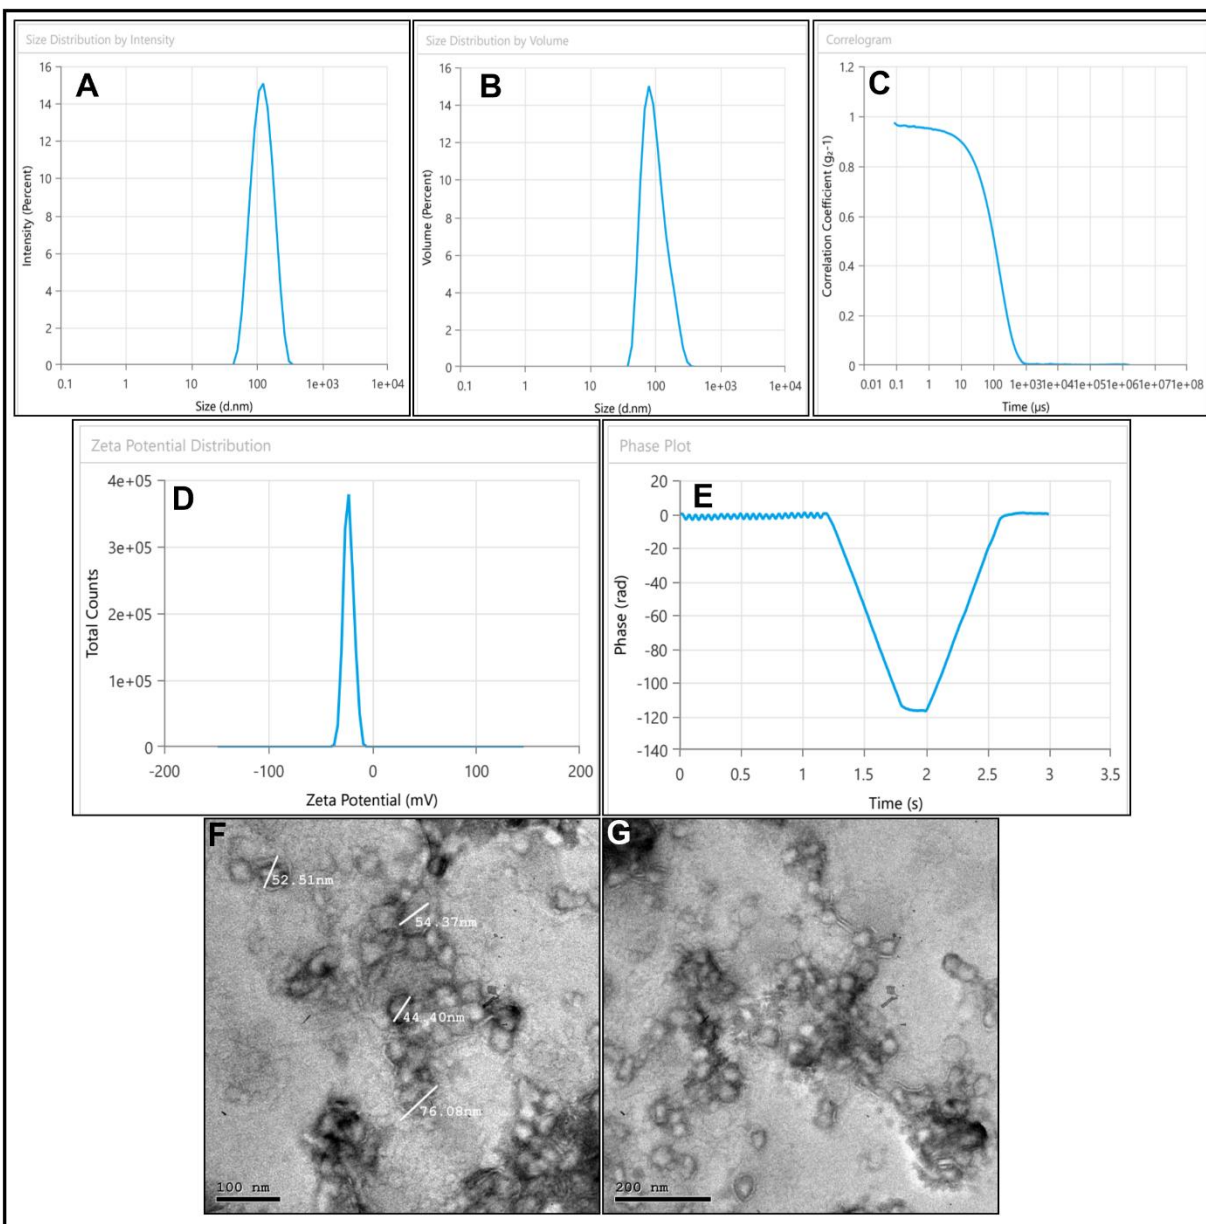 Size Distribution by Intensity
A
16
14
12
10
8
6
4
2
0
Intensity (Percent)
0.1 1 10 100 1e+03 1e+04
Size (d.nm)
Size Distribution by Volume
B
16
14
12
10
8
6
4
2
0
Volume (Percent)
0.1 1 10 100 1e+03 1e+04
Size (d.nm)
Correlogram
C
1.2
1
0.8
0.6
0.4
0.2
0
Correlation Coefficient (g₂-1)
0.01 0.1 1 10 100 1e+031e+041e+051e+061e+071e+08
Time (µs)
Zeta Potential Distribution
D
4e+05
3e+05
2e+05
1e+05
0
Total Counts
-200 -100 0 100 200
Zeta Potential (mV)
Phase Plot
E
20
0
-20
-40
-60
-80
-100
-120
-140
Phase (rad)
0 0.5 1 1.5 2 2.5 3 3.5
Time (s)
F
52.51nm
54.37nm
44.40nm
76.08nm
100 nm
G
200 nm